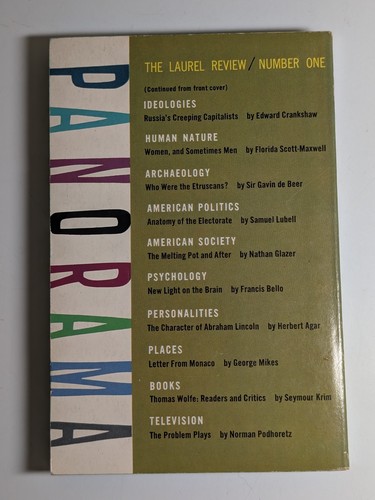 PANORAMA
THE LAUREL REVIEW / NUMBER ONE
(Continued from front cover)
IDEOLOGIES
Russia's Creeping Capitalists by Edward Crankshaw
HUMAN NATURE
Women, and Sometimes Men by Florida Scott-Maxwell
ARCHAEOLOGY
Who Were the Etruscans? by Sir Gavin de Beer
AMERICAN POLITICS
Anatomy of the Electorate by Samuel Lubell
AMERICAN SOCIETY
The Melting Pot and After by Nathan Glazer
PSYCHOLOGY
New Light on the Brain by Francis Bello
PERSONALITIES
The Character of Abraham Lincoln by Herbert Agar
PLACES
Letter From Monaco by George Mikes
BOOKS
Thomas Wolfe: Readers and Critics by Seymour Krim
TELEVISION
The Problem Plays by Norman Podhoretz